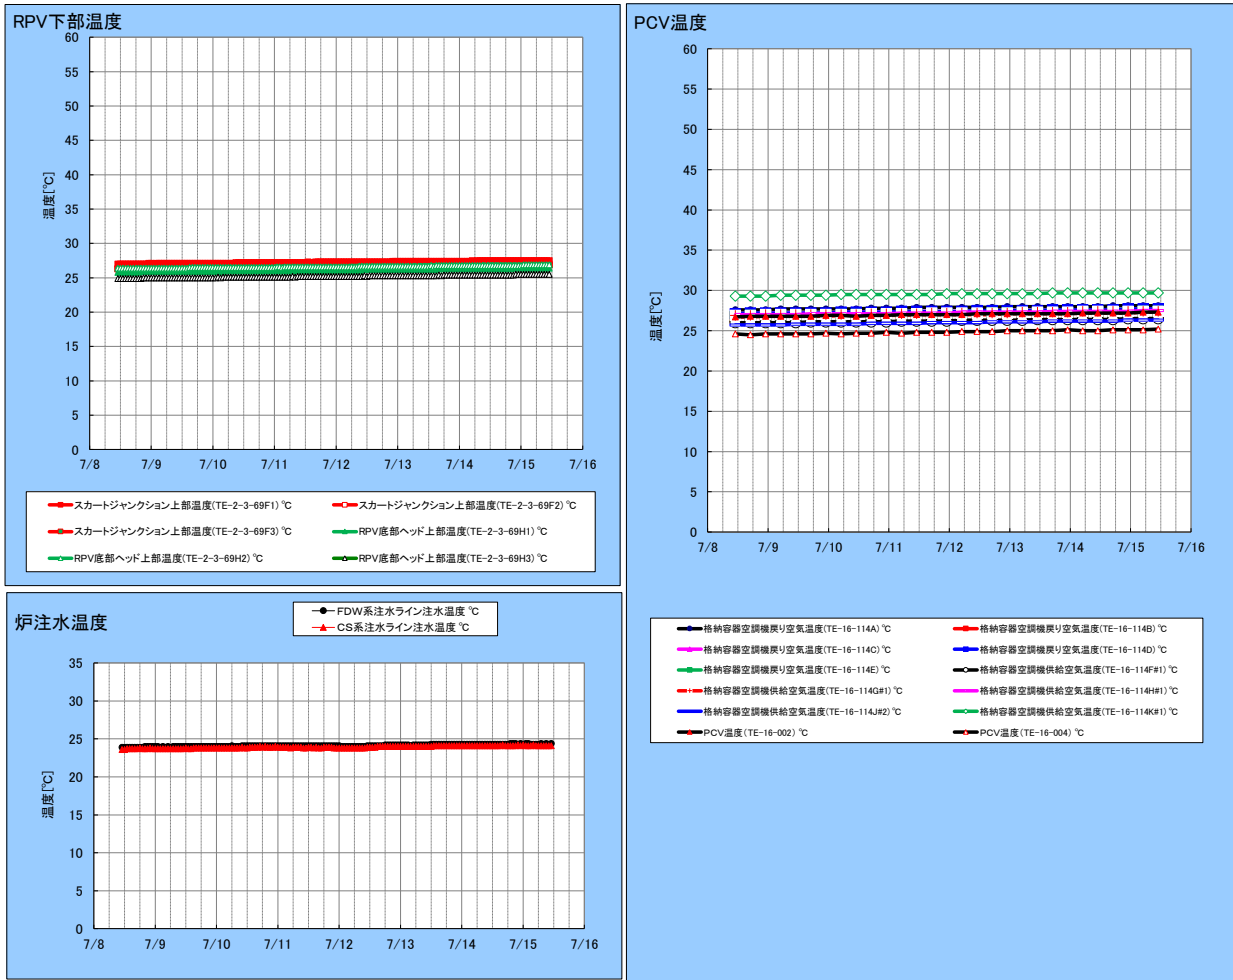 RPV下部温度
60
55
50
45
40
35
30
25
20
15
10
5
0
温度[℃]
7/8 7/9 7/10 7/11 7/12 7/13 7/14 7/15 7/16
スカートジャンクション上部温度(TE-2-3-69F1) ℃ スカートジャンクション上部温度(TE-2-3-69F2) ℃
スカートジャンクション上部温度(TE-2-3-69F3) ℃ RPV底部ヘッド上部温度(TE-2-3-69H1) ℃
RPV底部ヘッド上部温度(TE-2-3-69H2) ℃ RPV底部ヘッド上部温度(TE-2-3-69H3) ℃
炉注水温度
FDW系注水ライン注水温度 ℃
CS系注水ライン注水温度 ℃
35
30
25
20
15
10
5
0
温度[℃]
7/8 7/9 7/10 7/11 7/12 7/13 7/14 7/15 7/16
PCV温度
60
55
50
45
40
35
30
25
20
15
10
5
0
温度[℃]
7/8 7/9 7/10 7/11 7/12 7/13 7/14 7/15 7/16
格納容器空調機戻り空気温度(TE-16-114A) ℃ 格納容器空調機戻り空気温度(TE-16-114B) ℃
格納容器空調機戻り空気温度(TE-16-114C) ℃ 格納容器空調機戻り空気温度(TE-16-114D) ℃
格納容器空調機戻り空気温度(TE-16-114E) ℃ 格納容器空調機供給空気温度(TE-16-114F#1) ℃
格納容器空調機供給空気温度(TE-16-114G#1) ℃ 格納容器空調機供給空気温度(TE-16-114H#1) ℃
格納容器空調機供給空気温度(TE-16-114J#2) ℃ 格納容器空調機供給空気温度(TE-16-114K#1) ℃
PCV温度(TE-16-002) ℃ PCV温度(TE-16-004) ℃